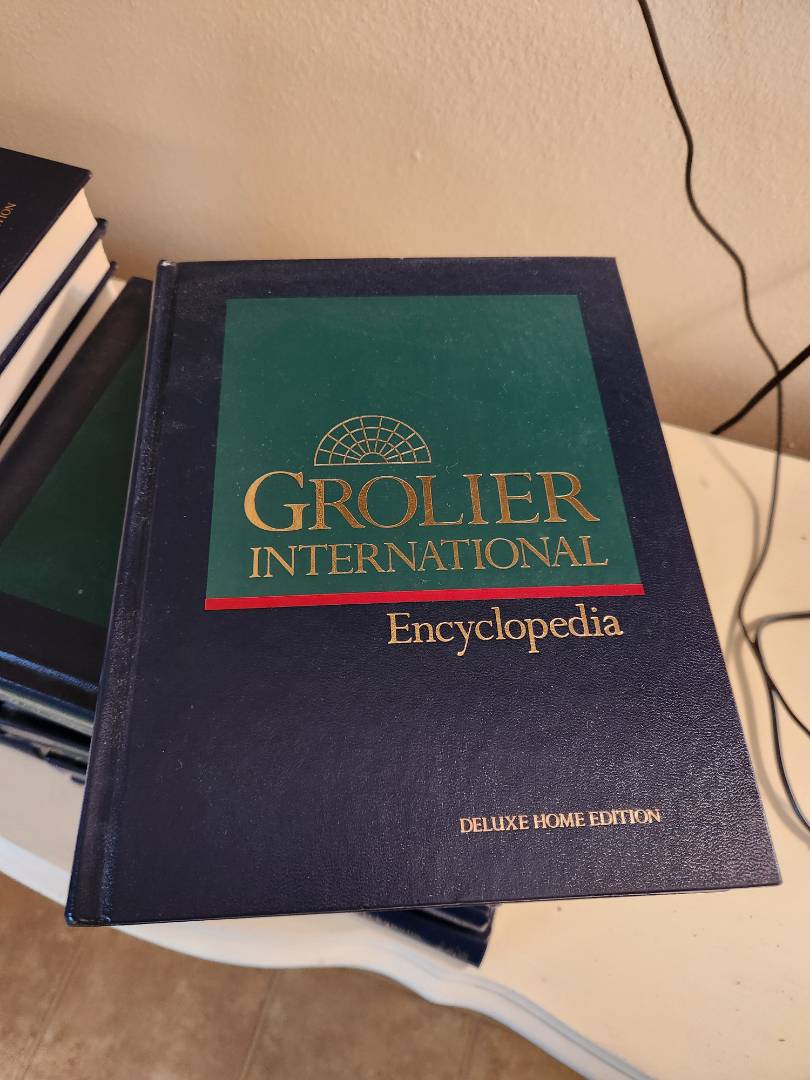 GROLIER
INTERNATIONAL
Encyclopedia
DELUXE HOME EDITION